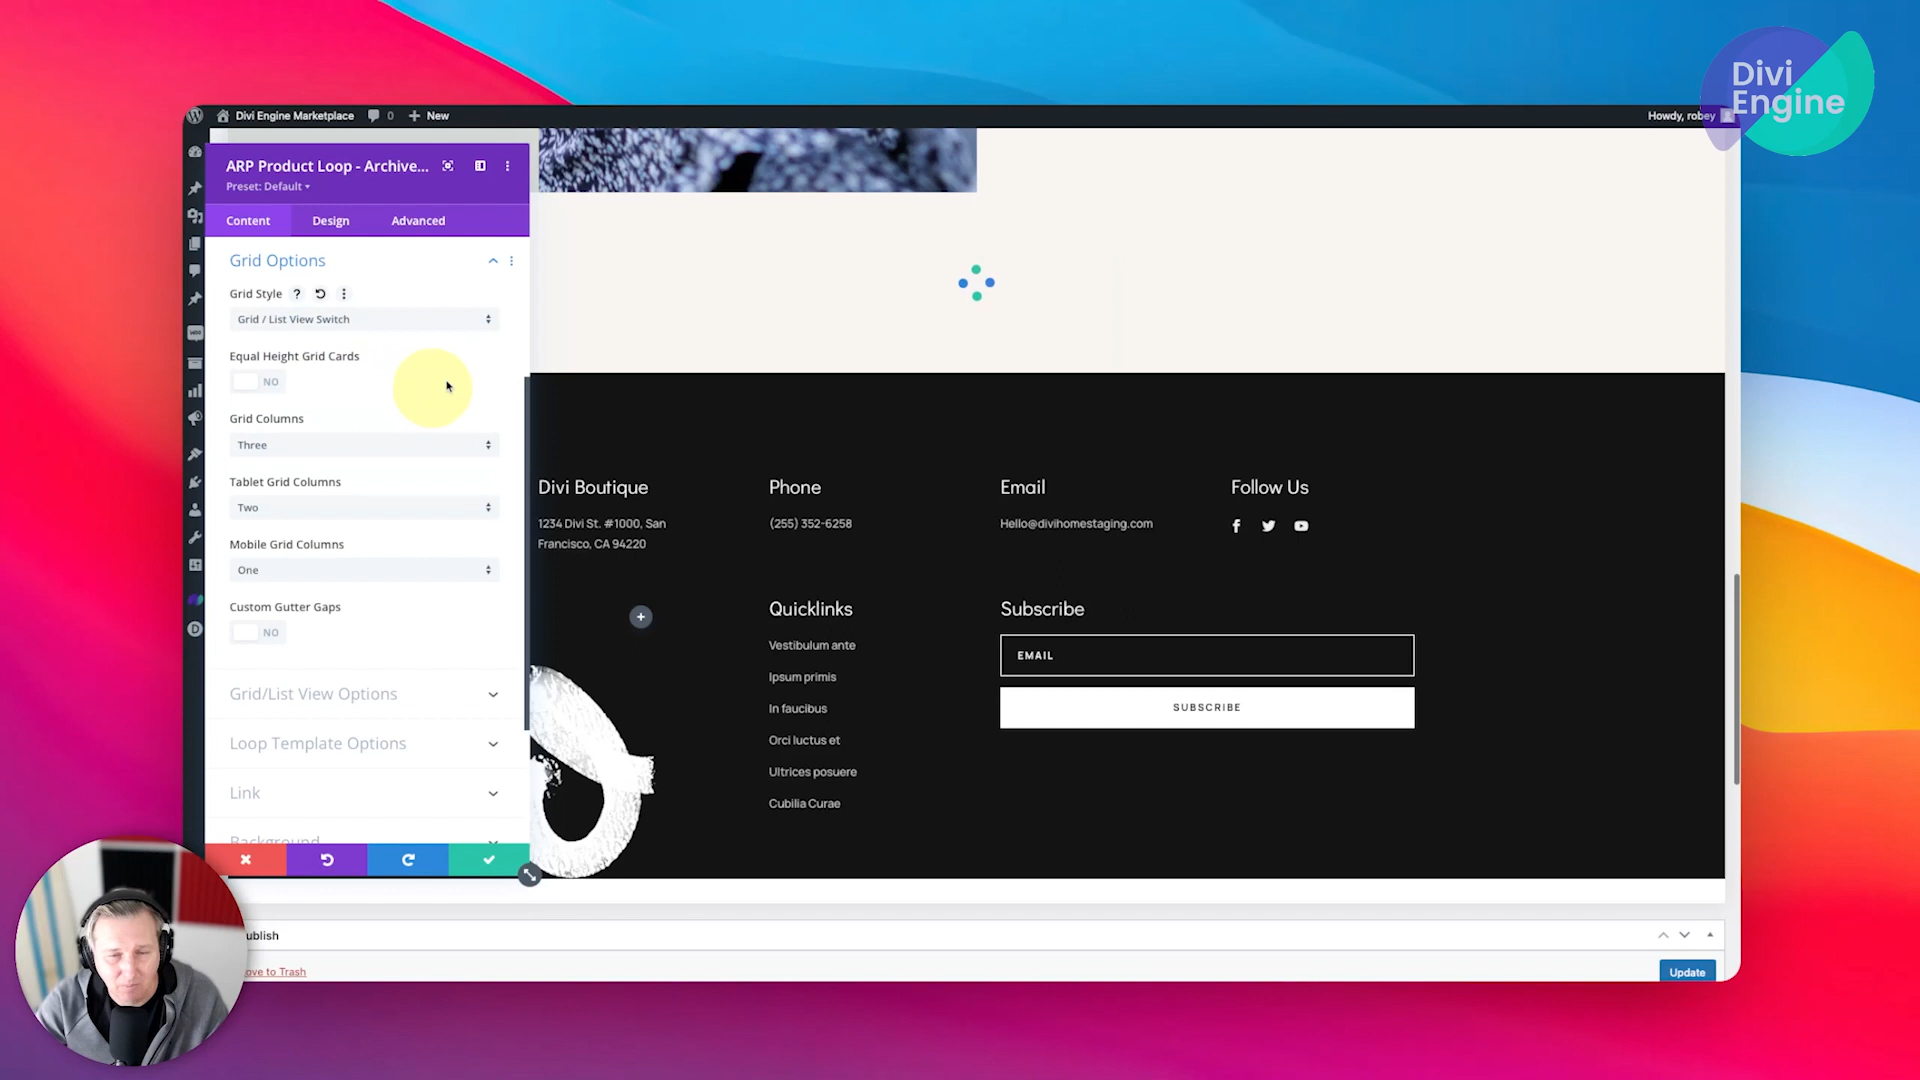 Divi
Engine
Divi Engine Marketplace
0
New
Howdy, robey
ARP Product Loop - Archive...
Preset: Default
Content
Design
Advanced
Grid Options
Grid Style
?
Grid / List View Switch
Equal Height Grid Cards
NO
Grid Columns
Three
Tablet Grid Columns
Two
Mobile Grid Columns
One
Custom Gutter Gaps
NO
Grid/List View Options
Loop Template Options
Link
Background
Divi Boutique
1234 Divi St. #1000, San
Francisco, CA 94220
Phone
(255) 352-6258
Email
Hello@divihomestaging.com
Follow Us
Quicklinks
Vestibulum ante
Ipsum primis
In faucibus
Orci luctus et
Ultrices posuere
Cubilia Curae
Subscribe
EMAIL
SUBSCRIBE
ublish
ove to Trash
Update